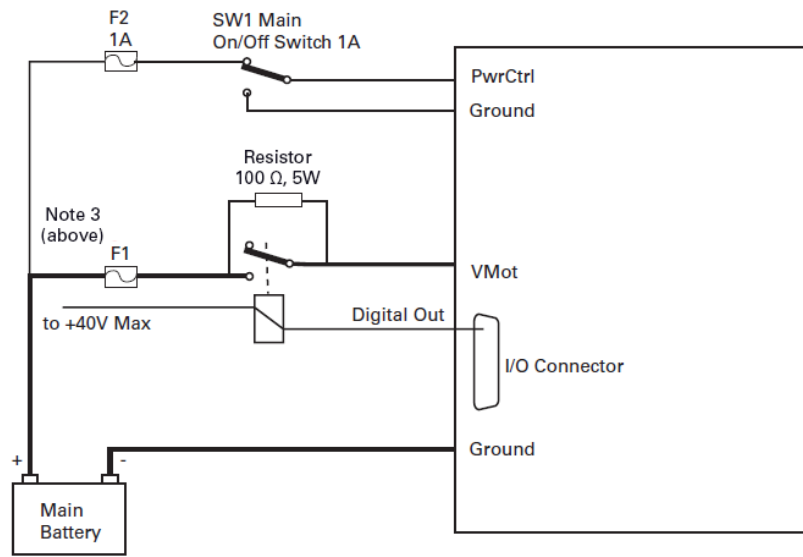 F2
1A
SW1 Main
On/Off Switch 1A
PwrCtrl
Ground
Resistor
100 Ω, 5W
Note 3
(above)
F1
VMot
to +40V Max
Digital Out
I/O Connector
Ground
+
-
Main
Battery